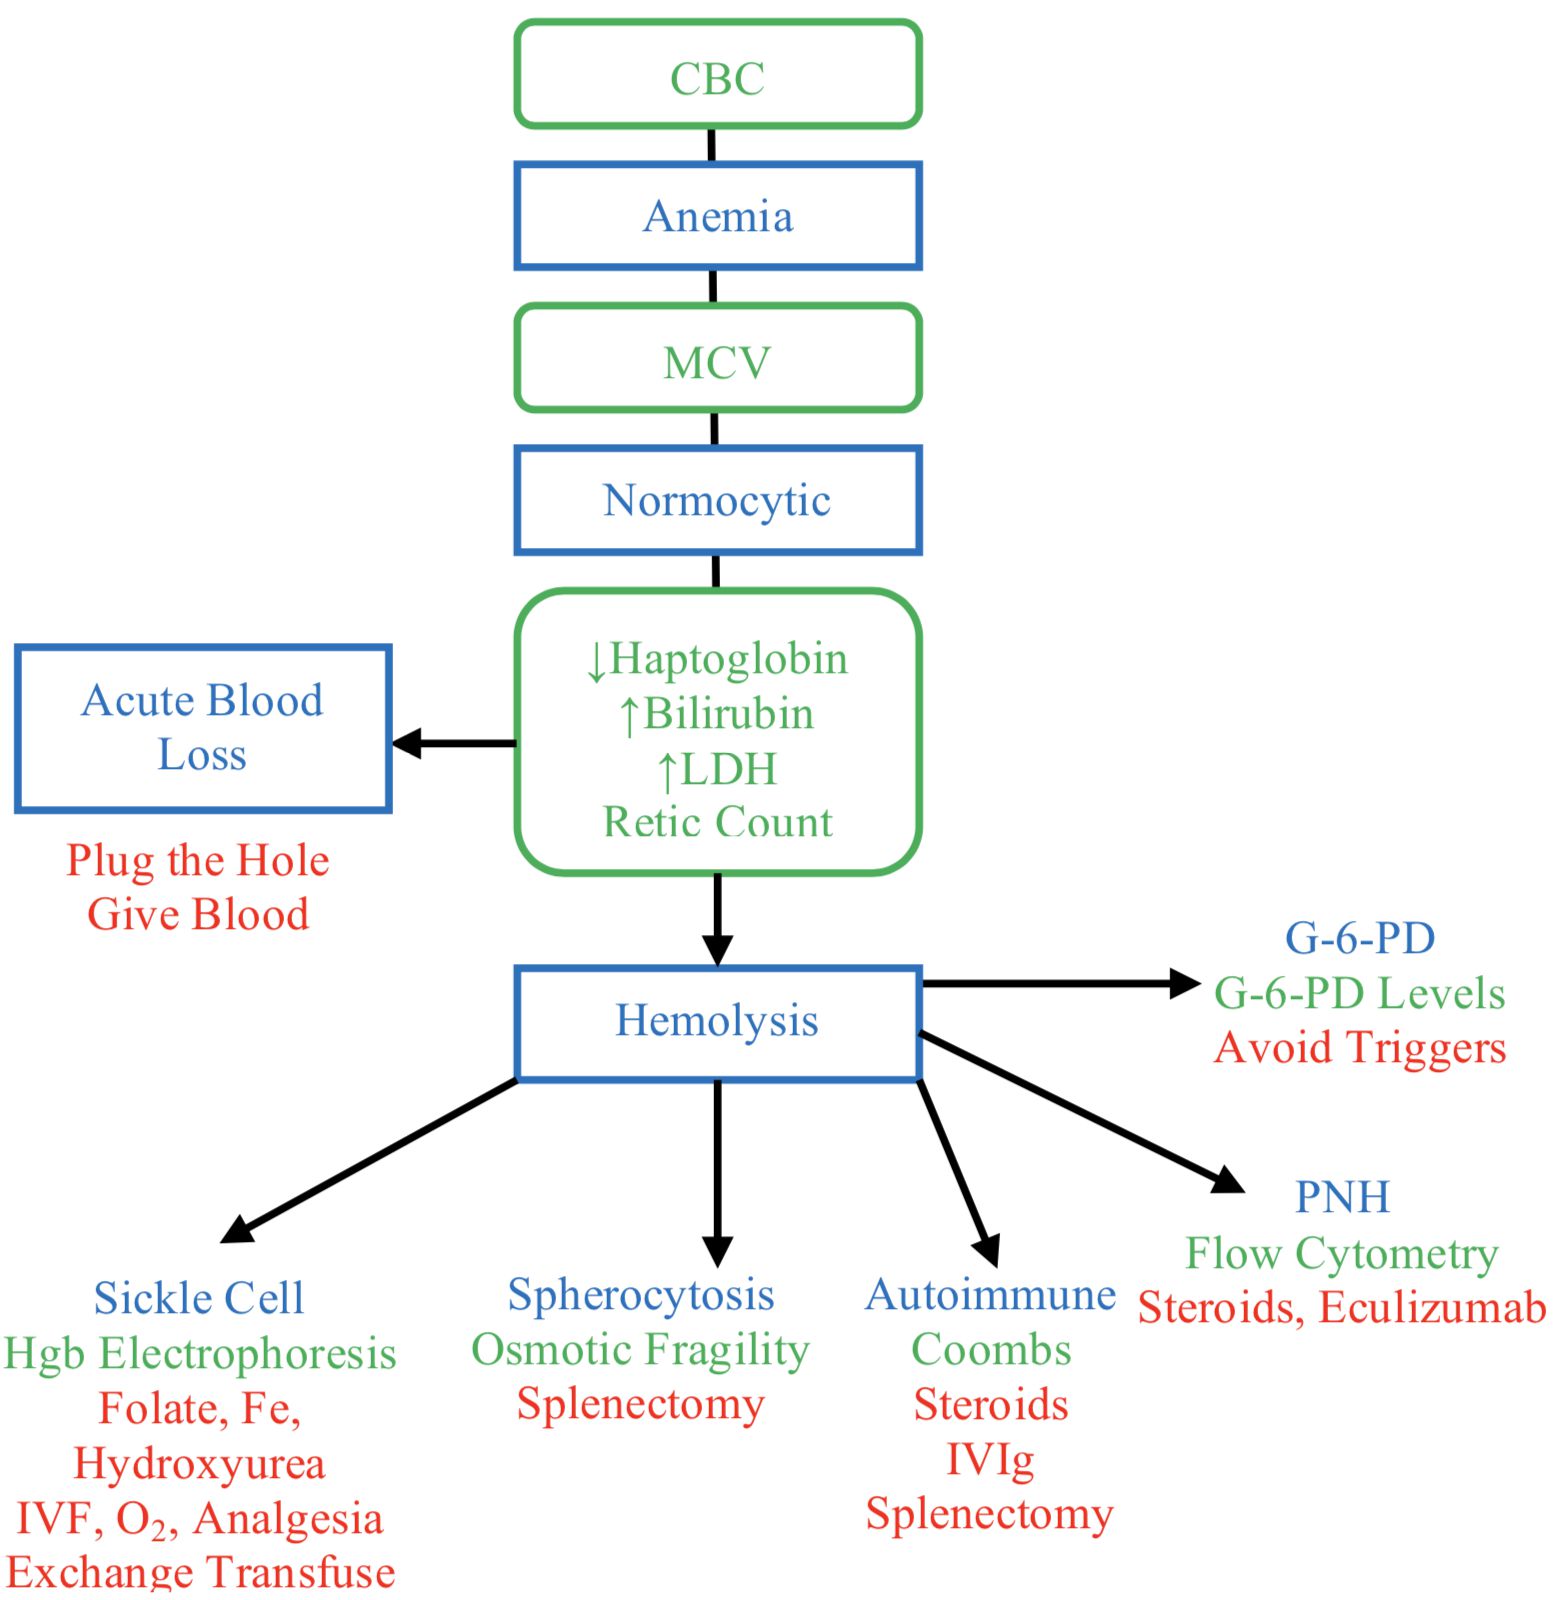 CBC
Anemia
MCV
Normocytic
↓Haptoglobin
↑Bilirubin
↑LDH
Retic Count
Acute Blood
Loss
Plug the Hole
Give Blood
Hemolysis
G-6-PD
G-6-PD Levels
Avoid Triggers
PNH
Flow Cytometry
Steroids, Eculizumab
Sickle Cell
Hgb Electrophoresis
Folate, Fe,
Hydroxyurea
IVF, O₂, Analgesia
Exchange Transfuse
Spherocytosis
Osmotic Fragility
Splenectomy
Autoimmune
Coombs
Steroids
IVIg
Splenectomy